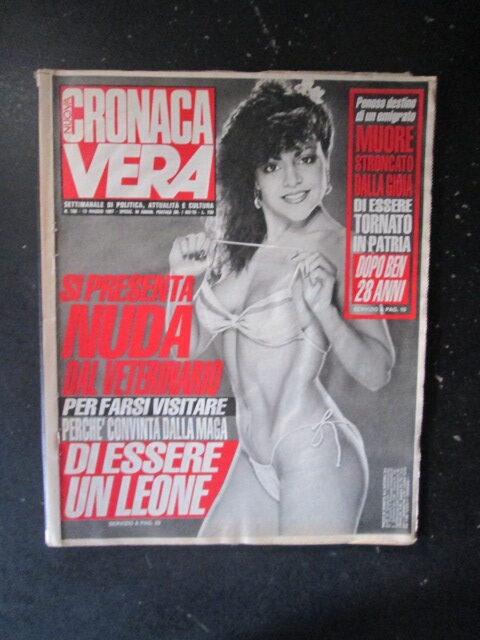 NUOVA
CRONACA
VERA
SETTIMANALE DI POLITICA, ATTUALITÀ E CULTURA
Penoso destino
di un emigrato
MUORE
STRONCATO
DALLA GIOIA
DI ESSERE
TORNATO
IN PATRIA
DOPO BEN
28 ANNI
SERVIZIO A PAG. 10
SI PRESENTA
NUDA
DAL VETERINARIO
PER FARSI VISITARE
PERCHE' CONVINTA DALLA MAGA
DI ESSERE
UN LEONE
SERVIZIO A PAG.